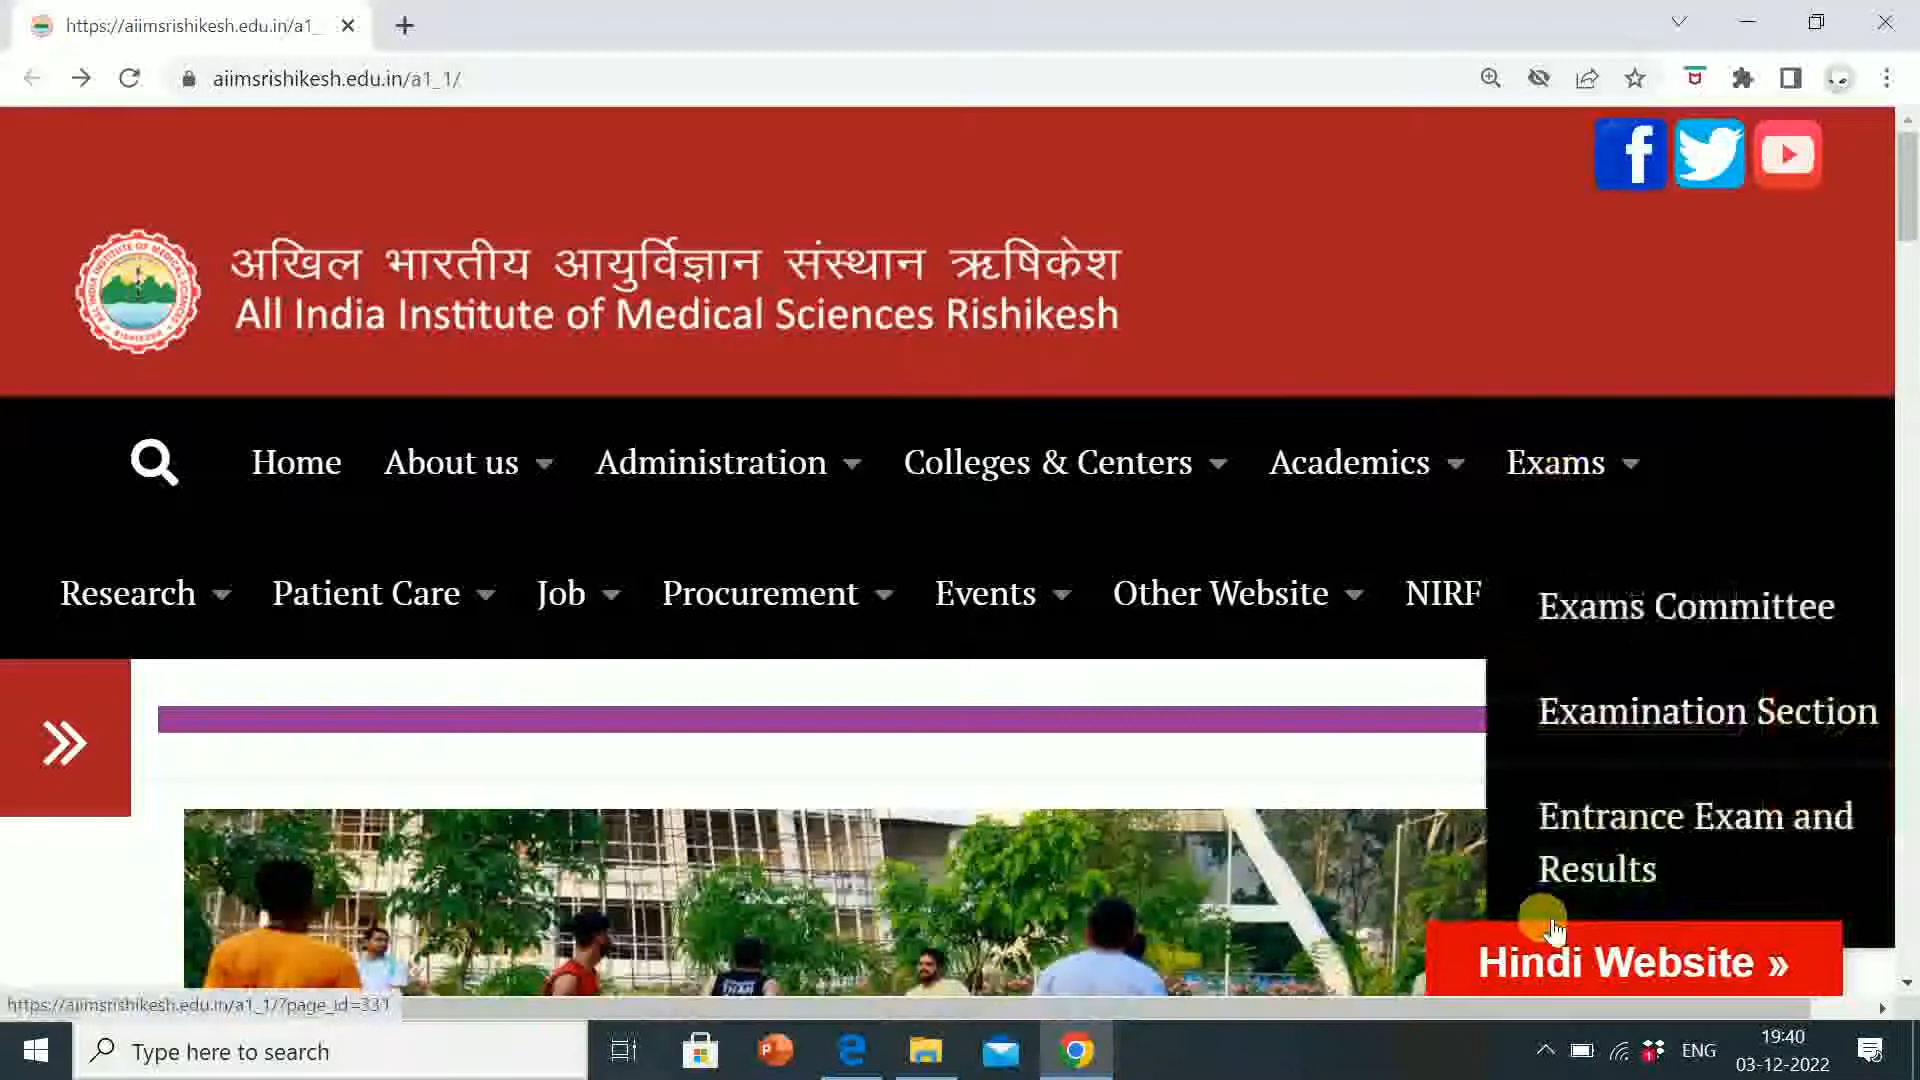 https://aiimsrishikesh.edu.in/a1_
aiimsrishikesh.edu.in/a1_1/
अखिल भारतीय आयुर्विज्ञान संस्थान ऋषिकेश
All India Institute of Medical Sciences Rishikesh
Home About us Administration Colleges & Centers Academics Exams
Research Patient Care Job Procurement Events Other Website NIRF
Exams Committee
Examination Section
Entrance Exam and
Results
Hindi Website »
https://aiimsrishikesh.edu.in/a1_1/?page_id=331
Type here to search
ENG
19:40
03-12-2022